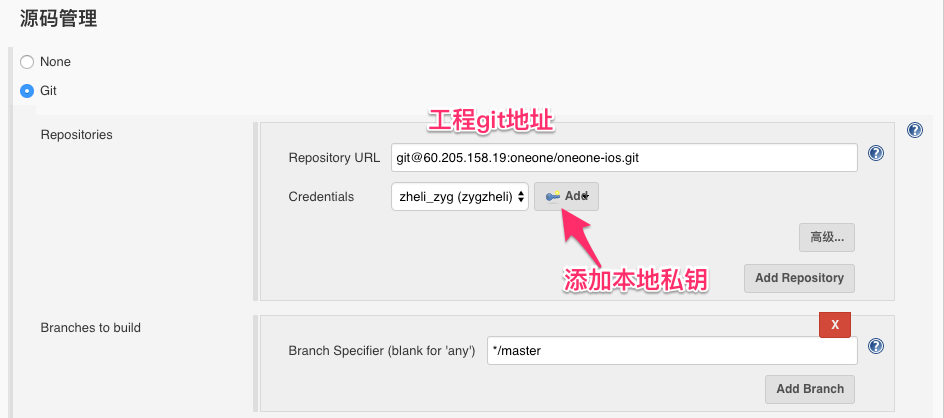 源码管理
None
Git
工程git地址
Repositories
Repository URL git@60.205.158.19:oneone/oneone-ios.git
Credentials zheli_zyg (zygzheli) Add
高级...
添加本地私钥
Add Repository
Branches to build
X
Branch Specifier (blank for 'any') */master
Add Branch